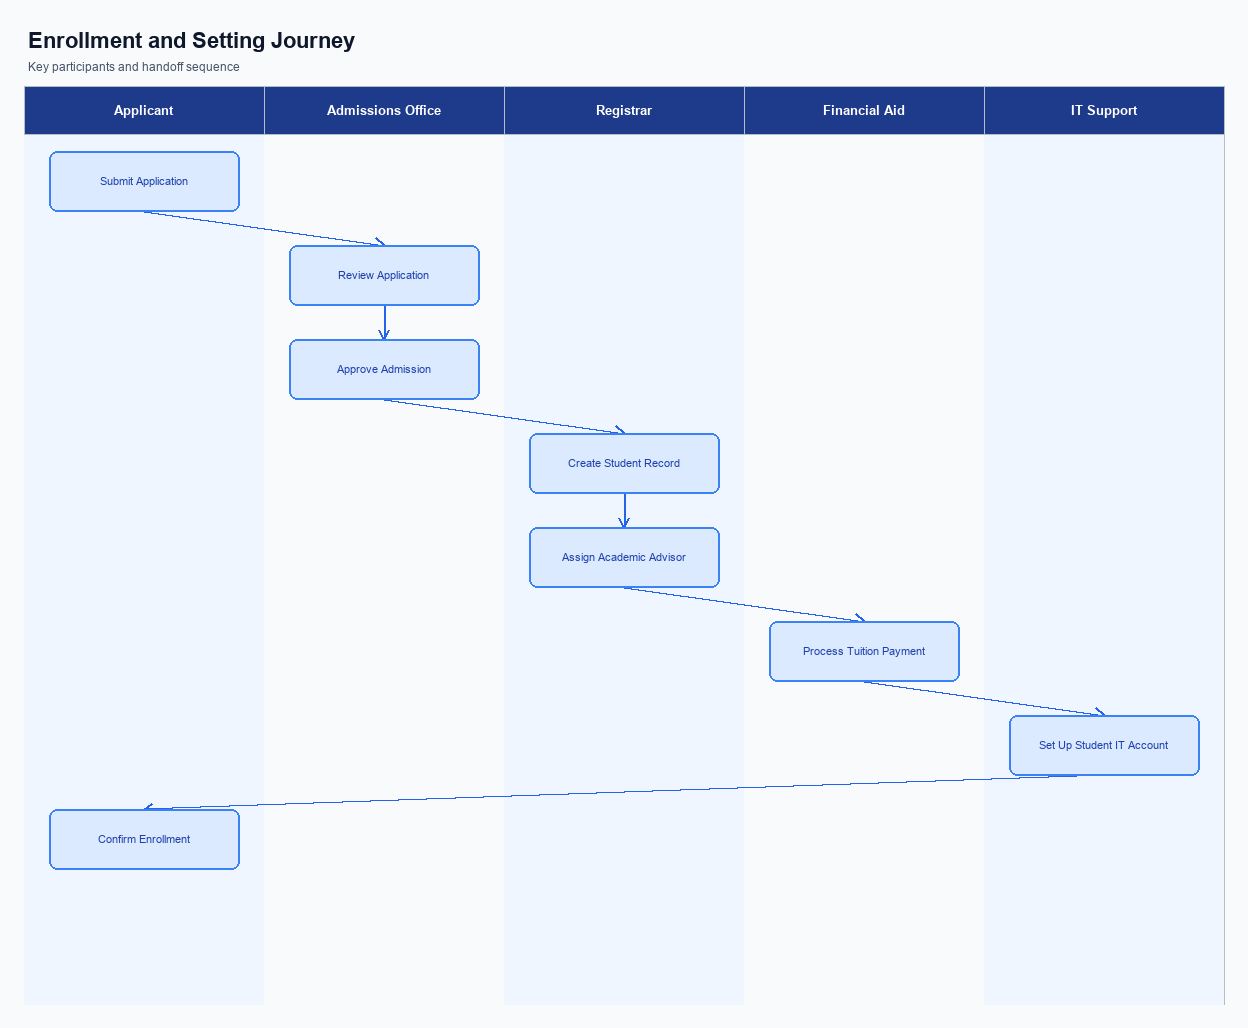 Enrollment and Setting Journey
Key participants and handoff sequence
Applicant
Admissions Office
Registrar
Financial Aid
IT Support
Submit Application
Review Application
Approve Admission
Create Student Record
Assign Academic Advisor
Process Tuition Payment
Set Up Student IT Account
Confirm Enrollment